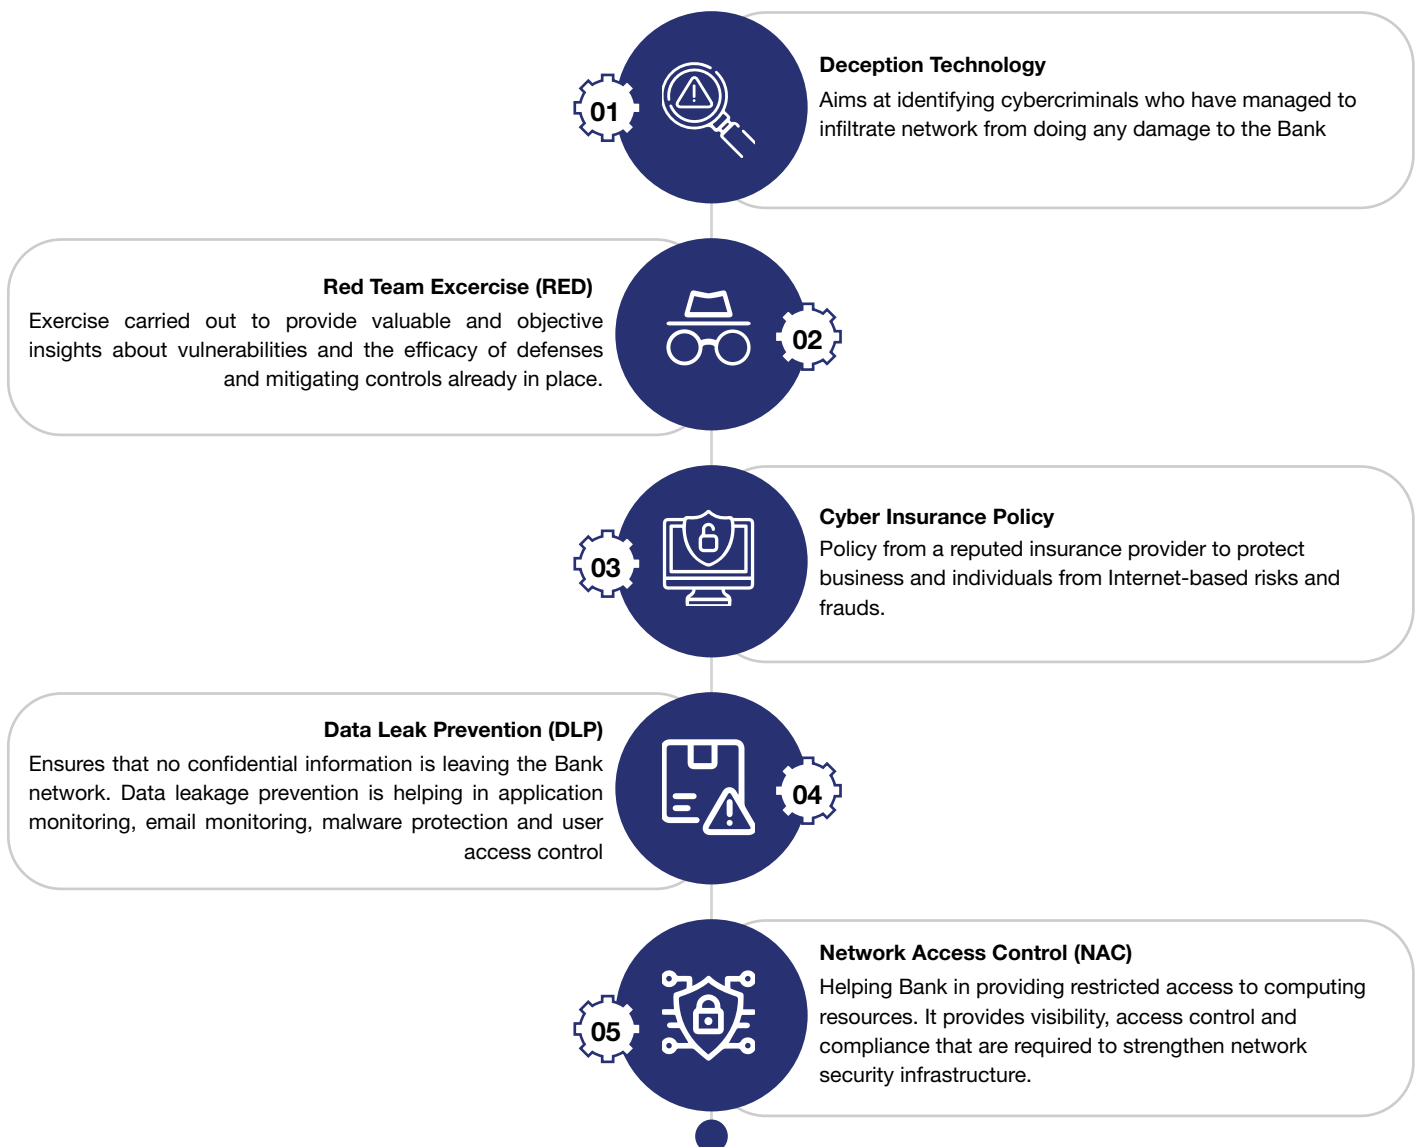 01
Deception Technology
Aims at identifying cybercriminals who have managed to
infiltrate network from doing any damage to the Bank
Red Team Excercise (RED)
Exercise carried out to provide valuable and objective
insights about vulnerabilities and the efficacy of defenses
and mitigating controls already in place.
02
03
Cyber Insurance Policy
Policy from a reputed insurance provider to protect
business and individuals from Internet-based risks and
frauds.
Data Leak Prevention (DLP)
Ensures that no confidential information is leaving the Bank
network. Data leakage prevention is helping in application
monitoring, email monitoring, malware protection and user
access control
04
05
Network Access Control (NAC)
Helping Bank in providing restricted access to computing
resources. It provides visibility, access control and
compliance that are required to strengthen network
security infrastructure.